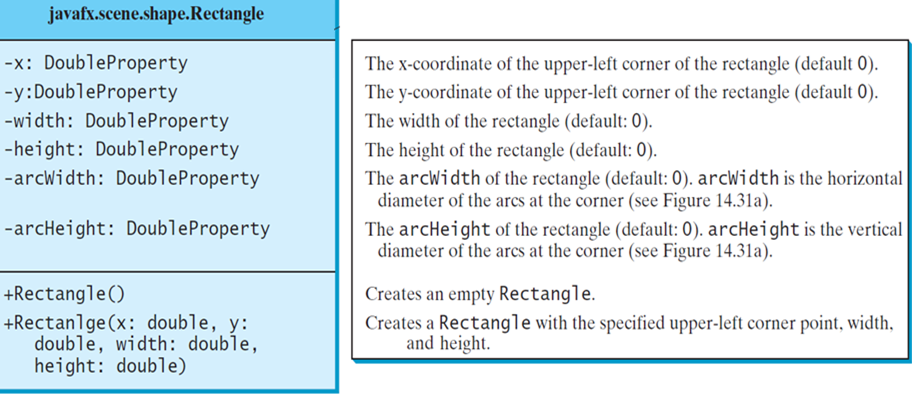 javafx.scene.shape.Rectangle
-x: DoubleProperty
-y:DoubleProperty
-width: DoubleProperty
-height: DoubleProperty
-arcWidth: DoubleProperty
-arcHeight: DoubleProperty
+Rectangle()
+Rectanlge(x: double, y:
double, width: double,
height: double)
The x-coordinate of the upper-left corner of the rectangle (default 0).
The y-coordinate of the upper-left corner of the rectangle (default 0).
The width of the rectangle (default: 0).
The height of the rectangle (default: 0).
The arcWidth of the rectangle (default: 0). arcWidth is the horizontal
diameter of the arcs at the corner (see Figure 14.31a).
The arcHeight of the rectangle (default: 0). arcHeight is the vertical
diameter of the arcs at the corner (see Figure 14.31a).
Creates an empty Rectangle.
Creates a Rectangle with the specified upper-left corner point, width,
and height.